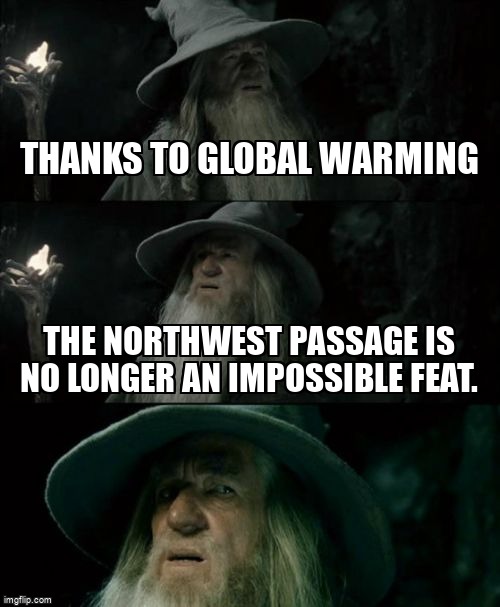 THANKS TO GLOBAL WARMING
THE NORTHWEST PASSAGE IS
NO LONGER AN IMPOSSIBLE FEAT.
imgflip.com